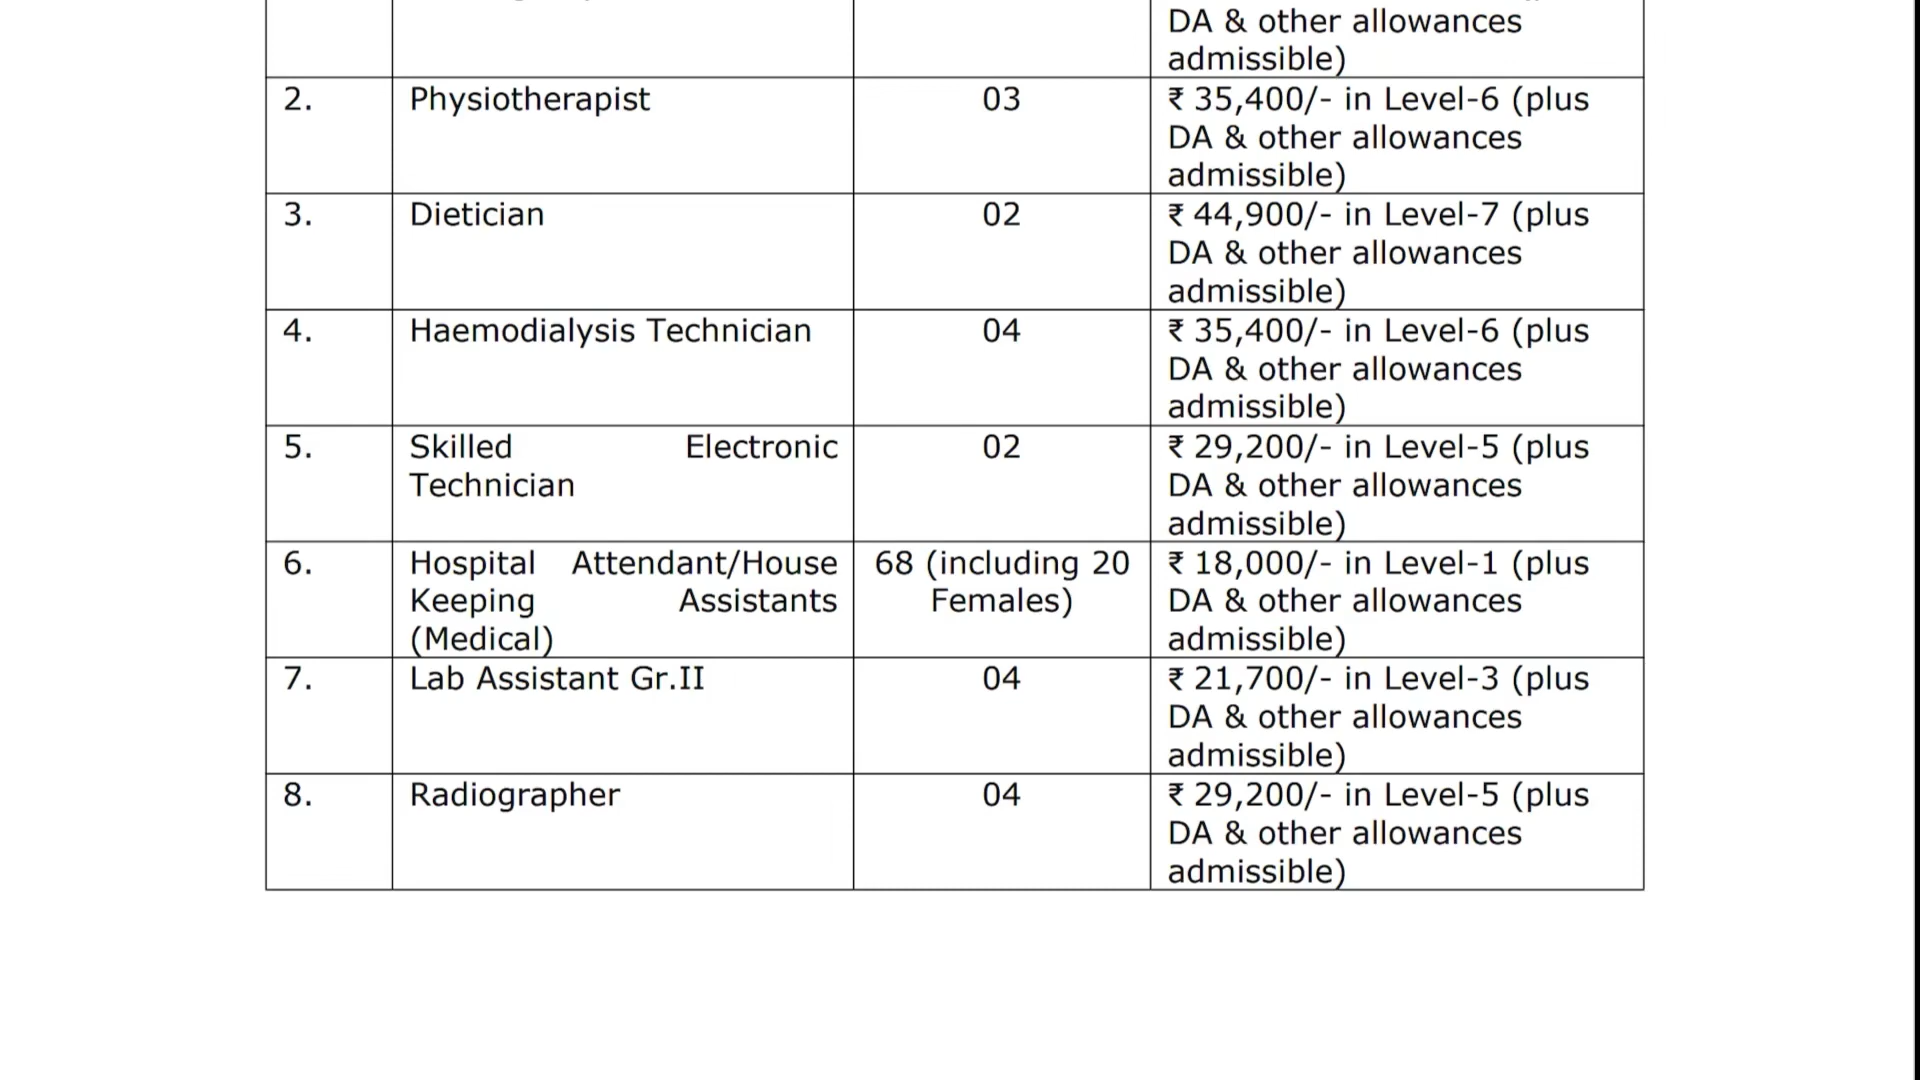 DA & other allowances
admissible)
2. Physiotherapist 03 ₹ 35,400/- in Level-6 (plus
DA & other allowances
admissible)
3. Dietician 02 ₹ 44,900/- in Level-7 (plus
DA & other allowances
admissible)
4. Haemodialysis Technician 04 ₹ 35,400/- in Level-6 (plus
DA & other allowances
admissible)
5. Skilled Electronic 02 ₹ 29,200/- in Level-5 (plus
Technician DA & other allowances
admissible)
6. Hospital Attendant/House 68 (including 20 ₹ 18,000/- in Level-1 (plus
Keeping Assistants Females) DA & other allowances
(Medical) admissible)
7. Lab Assistant Gr.II 04 ₹ 21,700/- in Level-3 (plus
DA & other allowances
admissible)
8. Radiographer 04 ₹ 29,200/- in Level-5 (plus
DA & other allowances
admissible)